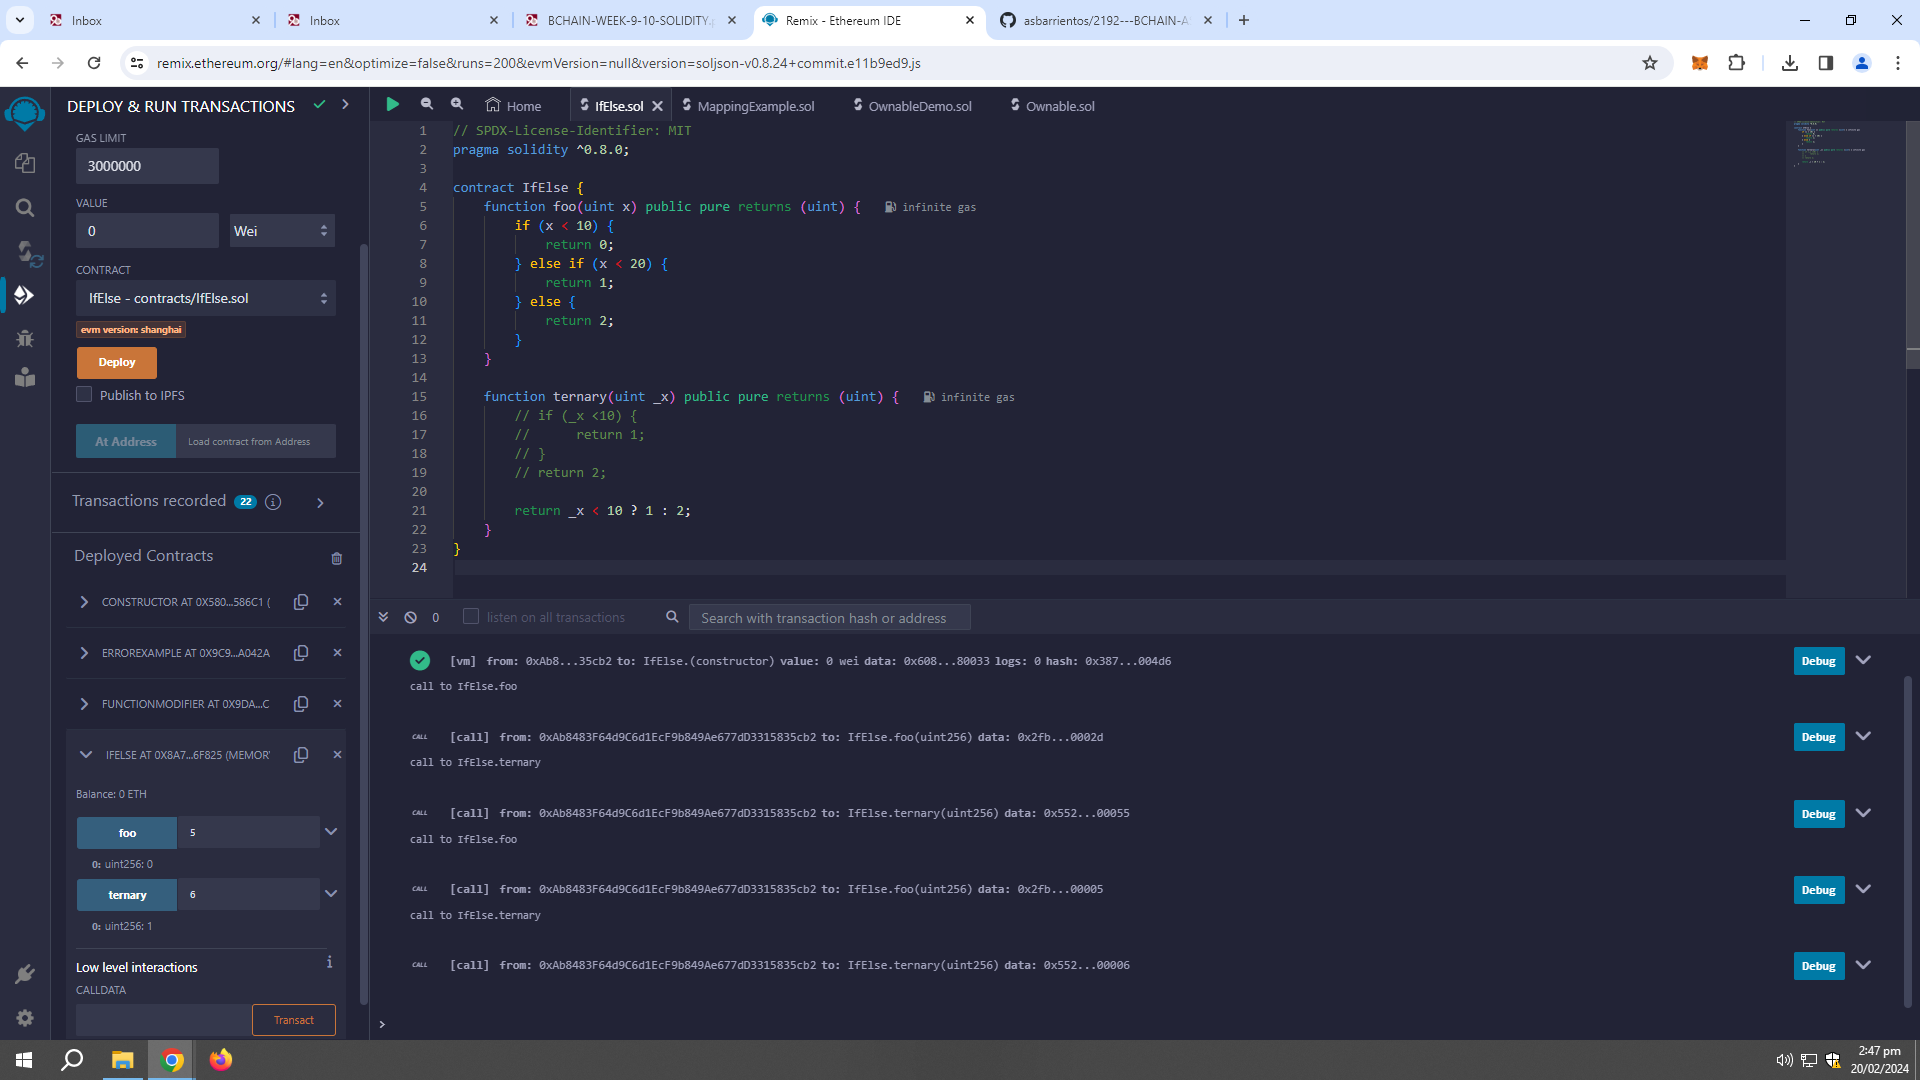 Inbox
Inbox
BCHAIN-WEEK-9-10-SOLIDITY.
Remix - Ethereum IDE
asbarrientos/2192---BCHAIN-A
remix.ethereum.org/#lang=en&optimize=false&runs=200&evmVersion=null&version=soljson-v0.8.24+commit.e11b9ed9.js
DEPLOY & RUN TRANSACTIONS
GAS LIMIT
3000000
VALUE
0
Wei
CONTRACT
IfElse - contracts/IfElse.sol
evm version: shanghai
Deploy
Publish to IPFS
At Address
Load contract from Address
Transactions recorded 22
Deployed Contracts
CONSTRUCTOR AT 0X580...586C1 (
ERROREXAMPLE AT 0X9C9...A042A
FUNCTIONMODIFIER AT 0X9DA...C
IFELSE AT 0X8A7...6F825 (MEMOR
Balance: 0 ETH
foo 5
0: uint256: 0
ternary 6
0: uint256: 1
Low level interactions
CALLDATA
Transact
Home
IfElse.sol
MappingExample.sol
OwnableDemo.sol
Ownable.sol
1 // SPDX-License-Identifier: MIT
2 pragma solidity ^0.8.0;
3
4 contract IfElse {
5 function foo(uint x) public pure returns (uint) { infinite gas
6 if (x < 10) {
7 return 0;
8 } else if (x < 20) {
9 return 1;
10 } else {
11 return 2;
12 }
13 }
14
15 function ternary(uint _x) public pure returns (uint) { infinite gas
16 // if (_x <10) {
17 // return 1;
18 // }
19 // return 2;
20
21 return _x < 10 ? 1 : 2;
22 }
23 }
24
0
listen on all transactions
Search with transaction hash or address
[vm] from: 0xAb8...35cb2 to: IfElse.(constructor) value: 0 wei data: 0x608...80033 logs: 0 hash: 0x387...004d6
Debug
call to IfElse.foo
CALL [call] from: 0xAb8483F64d9C6d1EcF9b849Ae677dD3315835cb2 to: IfElse.foo(uint256) data: 0x2fb...0002d
Debug
call to IfElse.ternary
CALL [call] from: 0xAb8483F64d9C6d1EcF9b849Ae677dD3315835cb2 to: IfElse.ternary(uint256) data: 0x552...00055
Debug
call to IfElse.foo
CALL [call] from: 0xAb8483F64d9C6d1EcF9b849Ae677dD3315835cb2 to: IfElse.foo(uint256) data: 0x2fb...00005
Debug
call to IfElse.ternary
CALL [call] from: 0xAb8483F64d9C6d1EcF9b849Ae677dD3315835cb2 to: IfElse.ternary(uint256) data: 0x552...00006
Debug
>
2:47 pm
20/02/2024